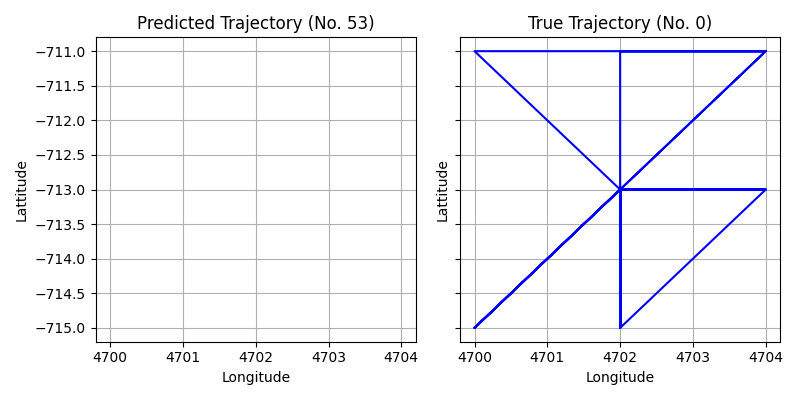 Predicted Trajectory (No. 53)
True Trajectory (No. 0)
Lattitude
−711.0
−711.5
−712.0
−712.5
−713.0
−713.5
−714.0
−714.5
−715.0
4700 4701 4702 4703 4704
Longitude
Lattitude
4700 4701 4702 4703 4704
Longitude